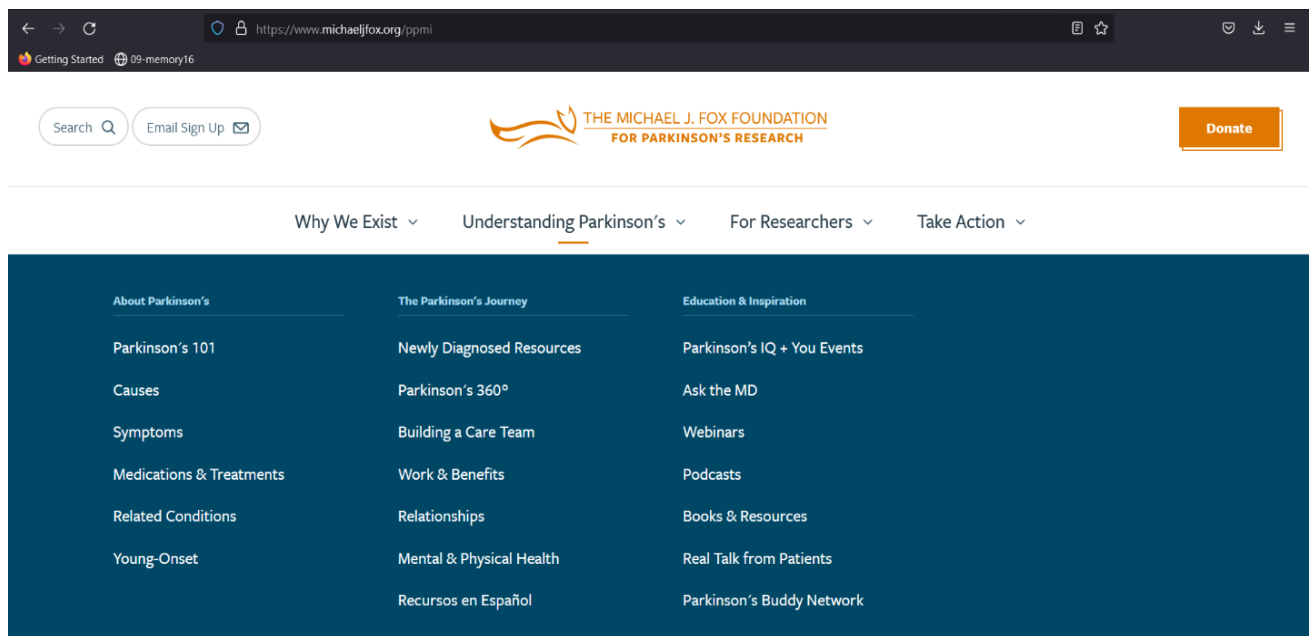 https://www.michaeljfox.org/ppmi
Getting Started 09-memory16
Search Email Sign Up
THE MICHAEL J. FOX FOUNDATION
FOR PARKINSON'S RESEARCH
Donate
Why We Exist Understanding Parkinson's For Researchers Take Action
About Parkinson's
Parkinson's 101
Causes
Symptoms
Medications & Treatments
Related Conditions
Young-Onset
The Parkinson's Journey
Newly Diagnosed Resources
Parkinson's 360°
Building a Care Team
Work & Benefits
Relationships
Mental & Physical Health
Recursos en Español
Education & Inspiration
Parkinson's IQ + You Events
Ask the MD
Webinars
Podcasts
Books & Resources
Real Talk from Patients
Parkinson's Buddy Network